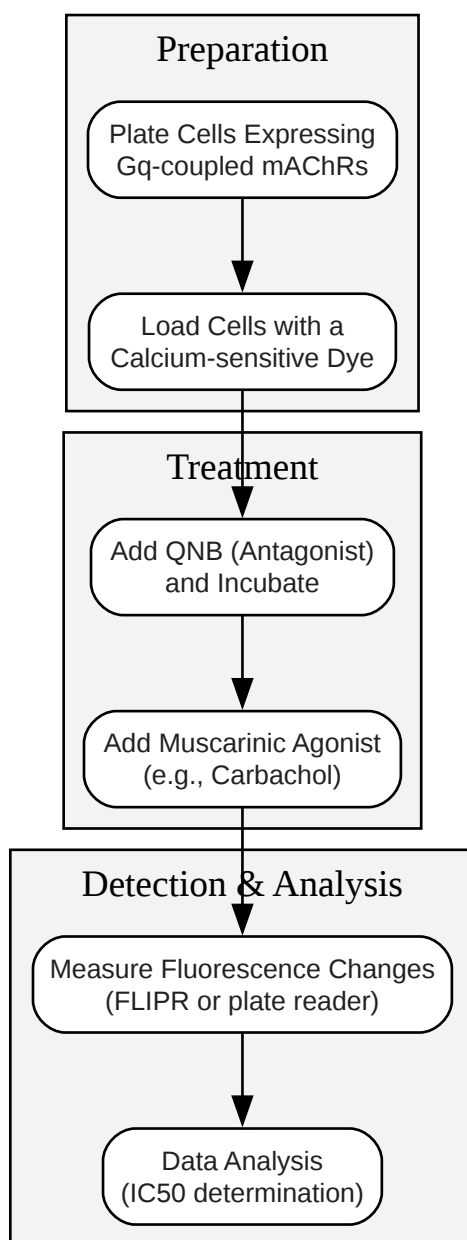 Preparation
Plate Cells Expressing
Gq-coupled mAChRs
Load Cells with a
Calcium-sensitive Dye
Treatment
Add QNB (Antagonist)
and Incubate
Add Muscarinic Agonist
(e.g., Carbachol)
Detection & Analysis
Measure Fluorescence Changes
(FLIPR or plate reader)
Data Analysis
(IC50 determination)